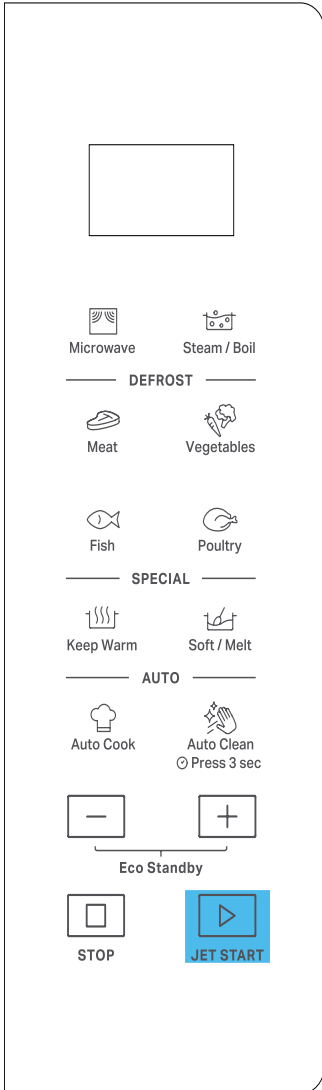 Microwave Steam / Boil
DEFROST
Meat Vegetables
Fish Poultry
SPECIAL
Keep Warm Soft / Melt
AUTO
Auto Cook Auto Clean
Press 3 sec
− +
Eco Standby
STOP JET START